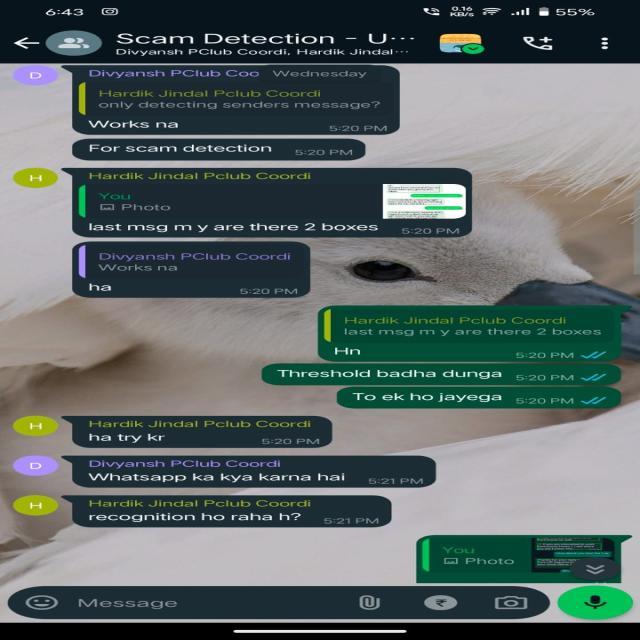 6:43
0.16 KB/s
55%
Scam Detection - U...
Divyansh PClub Coordi, Hardik Jindal...
D
Divyansh PClub Coo
Wednesday
Hardik Jindal Pclub Coordi
only detecting senders message?
Works na
5:20 PM
For scam detection
5:20 PM
H
Hardik Jindal Pclub Coordi
You
Photo
last msg m y are there 2 boxes
5:20 PM
Divyansh PClub Coordi
Works na
ha
5:20 PM
Hardik Jindal Pclub Coordi
last msg m y are there 2 boxes
Hn
5:20 PM
Threshold badha dunga
5:20 PM
To ek ho jayega
5:20 PM
H
Hardik Jindal Pclub Coordi
ha try kr
5:20 PM
D
Divyansh PClub Coordi
Whatsapp ka kya karna hai
5:21 PM
H
Hardik Jindal Pclub Coordi
recognition ho raha h?
5:21 PM
You
Photo
Message
₹